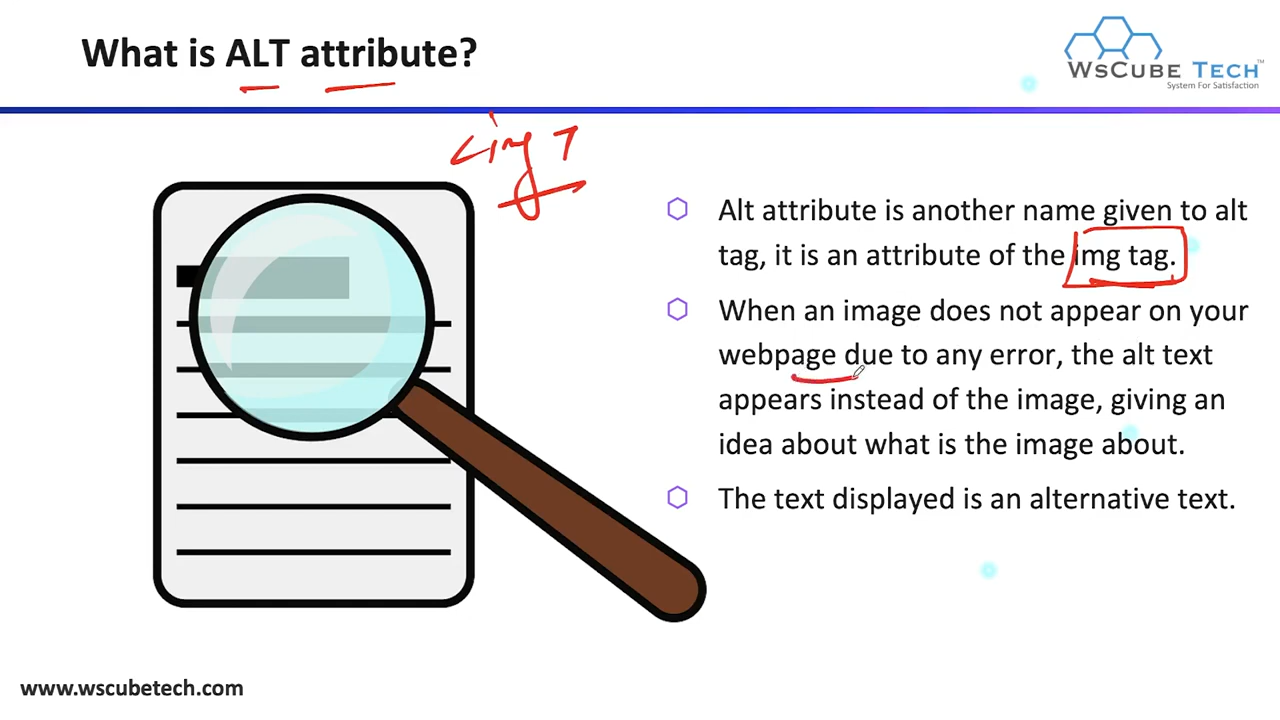 What is ALT attribute?
WsCube Tech™
System For Satisfaction
<img >
Alt attribute is another name given to alt
tag, it is an attribute of the img tag.
When an image does not appear on your
webpage due to any error, the alt text
appears instead of the image, giving an
idea about what is the image about.
The text displayed is an alternative text.
www.wscubetech.com